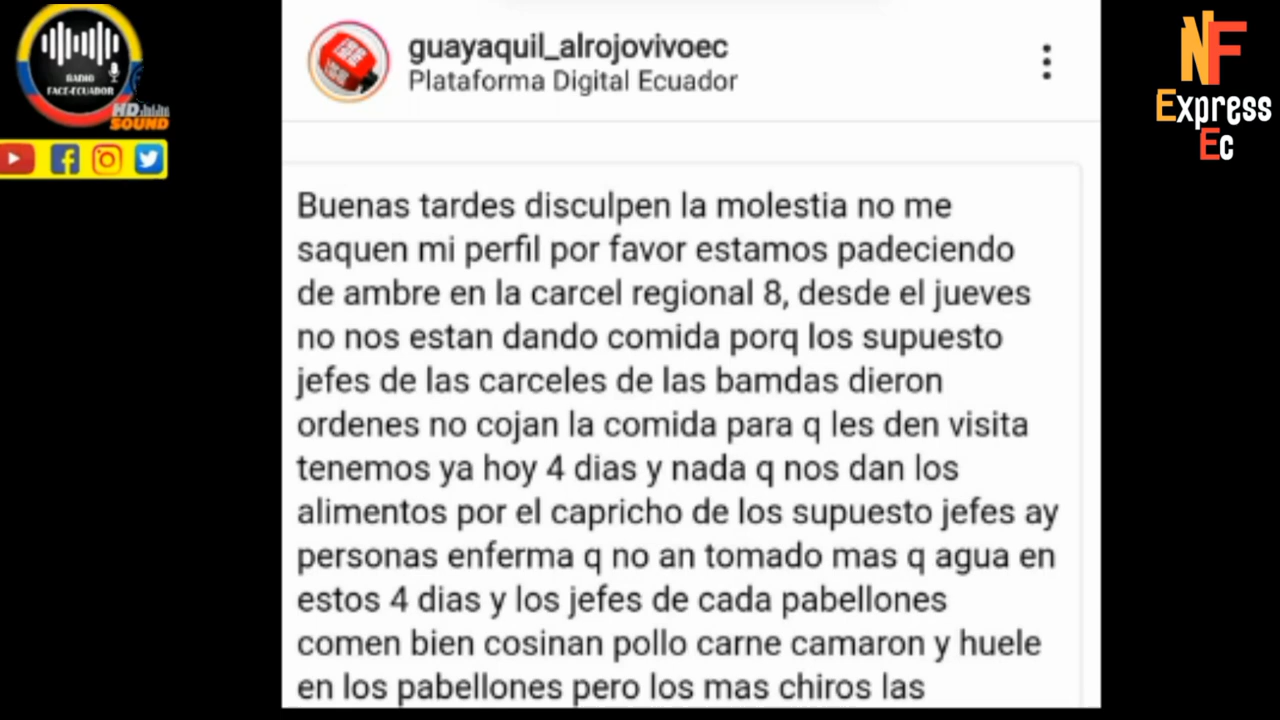 RADIO
FACE-ECUADOR
HD
SOUND
guayaquil_alrojovivoec
Plataforma Digital Ecuador
NF
Express
Ec
Buenas tardes disculpen la molestia no me
saquen mi perfil por favor estamos padeciendo
de ambre en la carcel regional 8, desde el jueves
no nos estan dando comida porq los supuesto
jefes de las carceles de las bamdas dieron
ordenes no cojan la comida para q les den visita
tenemos ya hoy 4 dias y nada q nos dan los
alimentos por el capricho de los supuesto jefes ay
personas enferma q no an tomado mas q agua en
estos 4 dias y los jefes de cada pabellones
comen bien cosinan pollo carne camaron y huele
en los pabellones pero los mas chiros las